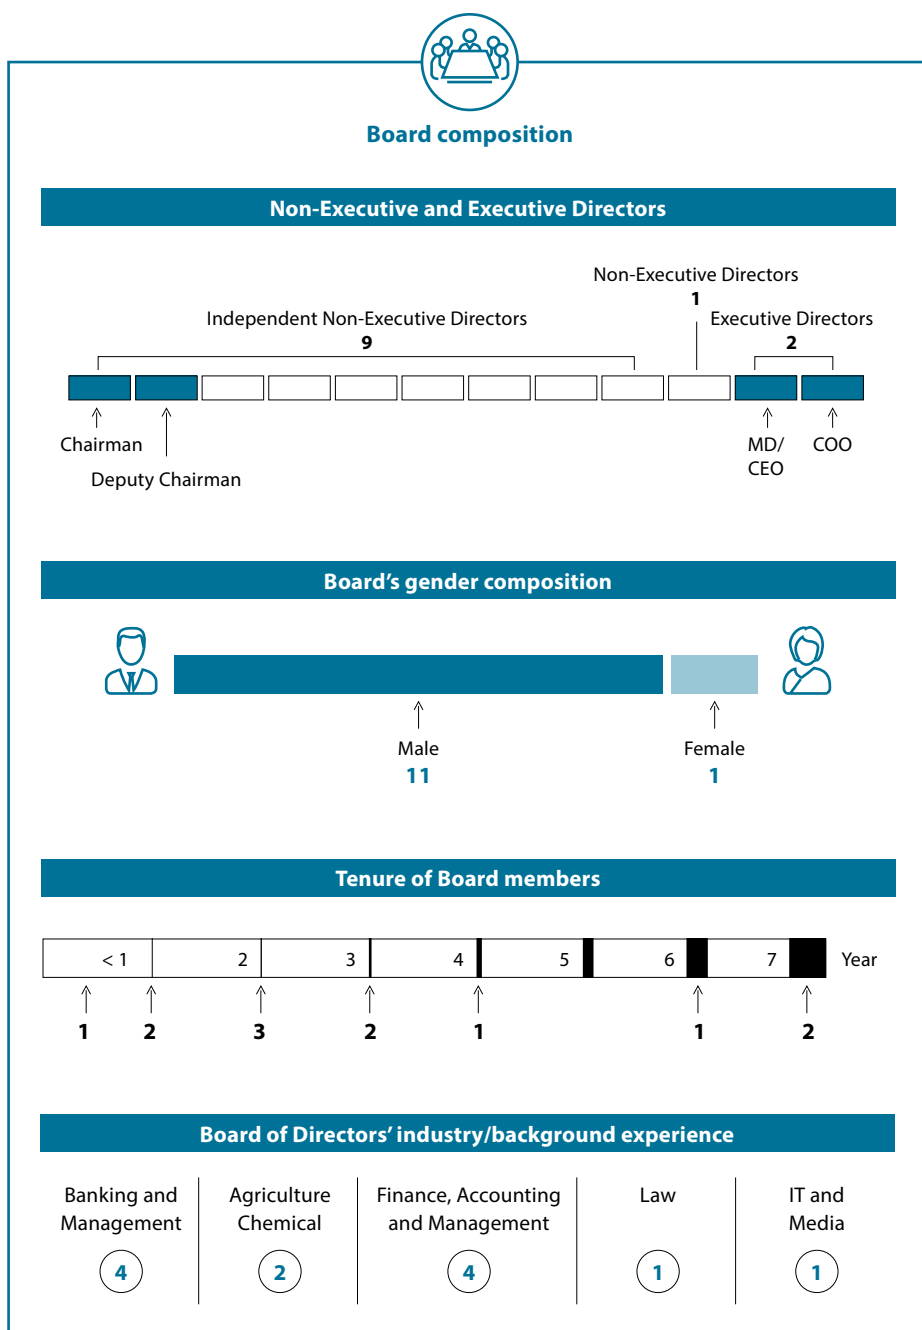 Board composition
Non-Executive and Executive Directors
Non-Executive Directors
1
Independent Non-Executive Directors
9
Executive Directors
2
Chairman
Deputy Chairman
MD/
CEO
COO
Board’s gender composition
Male
11
Female
1
Tenure of Board members
< 1 2 3 4 5 6 7 Year
1 2 3 2 1 1 2
Board of Directors’ industry/background experience
Banking and
Management
4
Agriculture
Chemical
2
Finance, Accounting
and Management
4
Law
1
IT and
Media
1